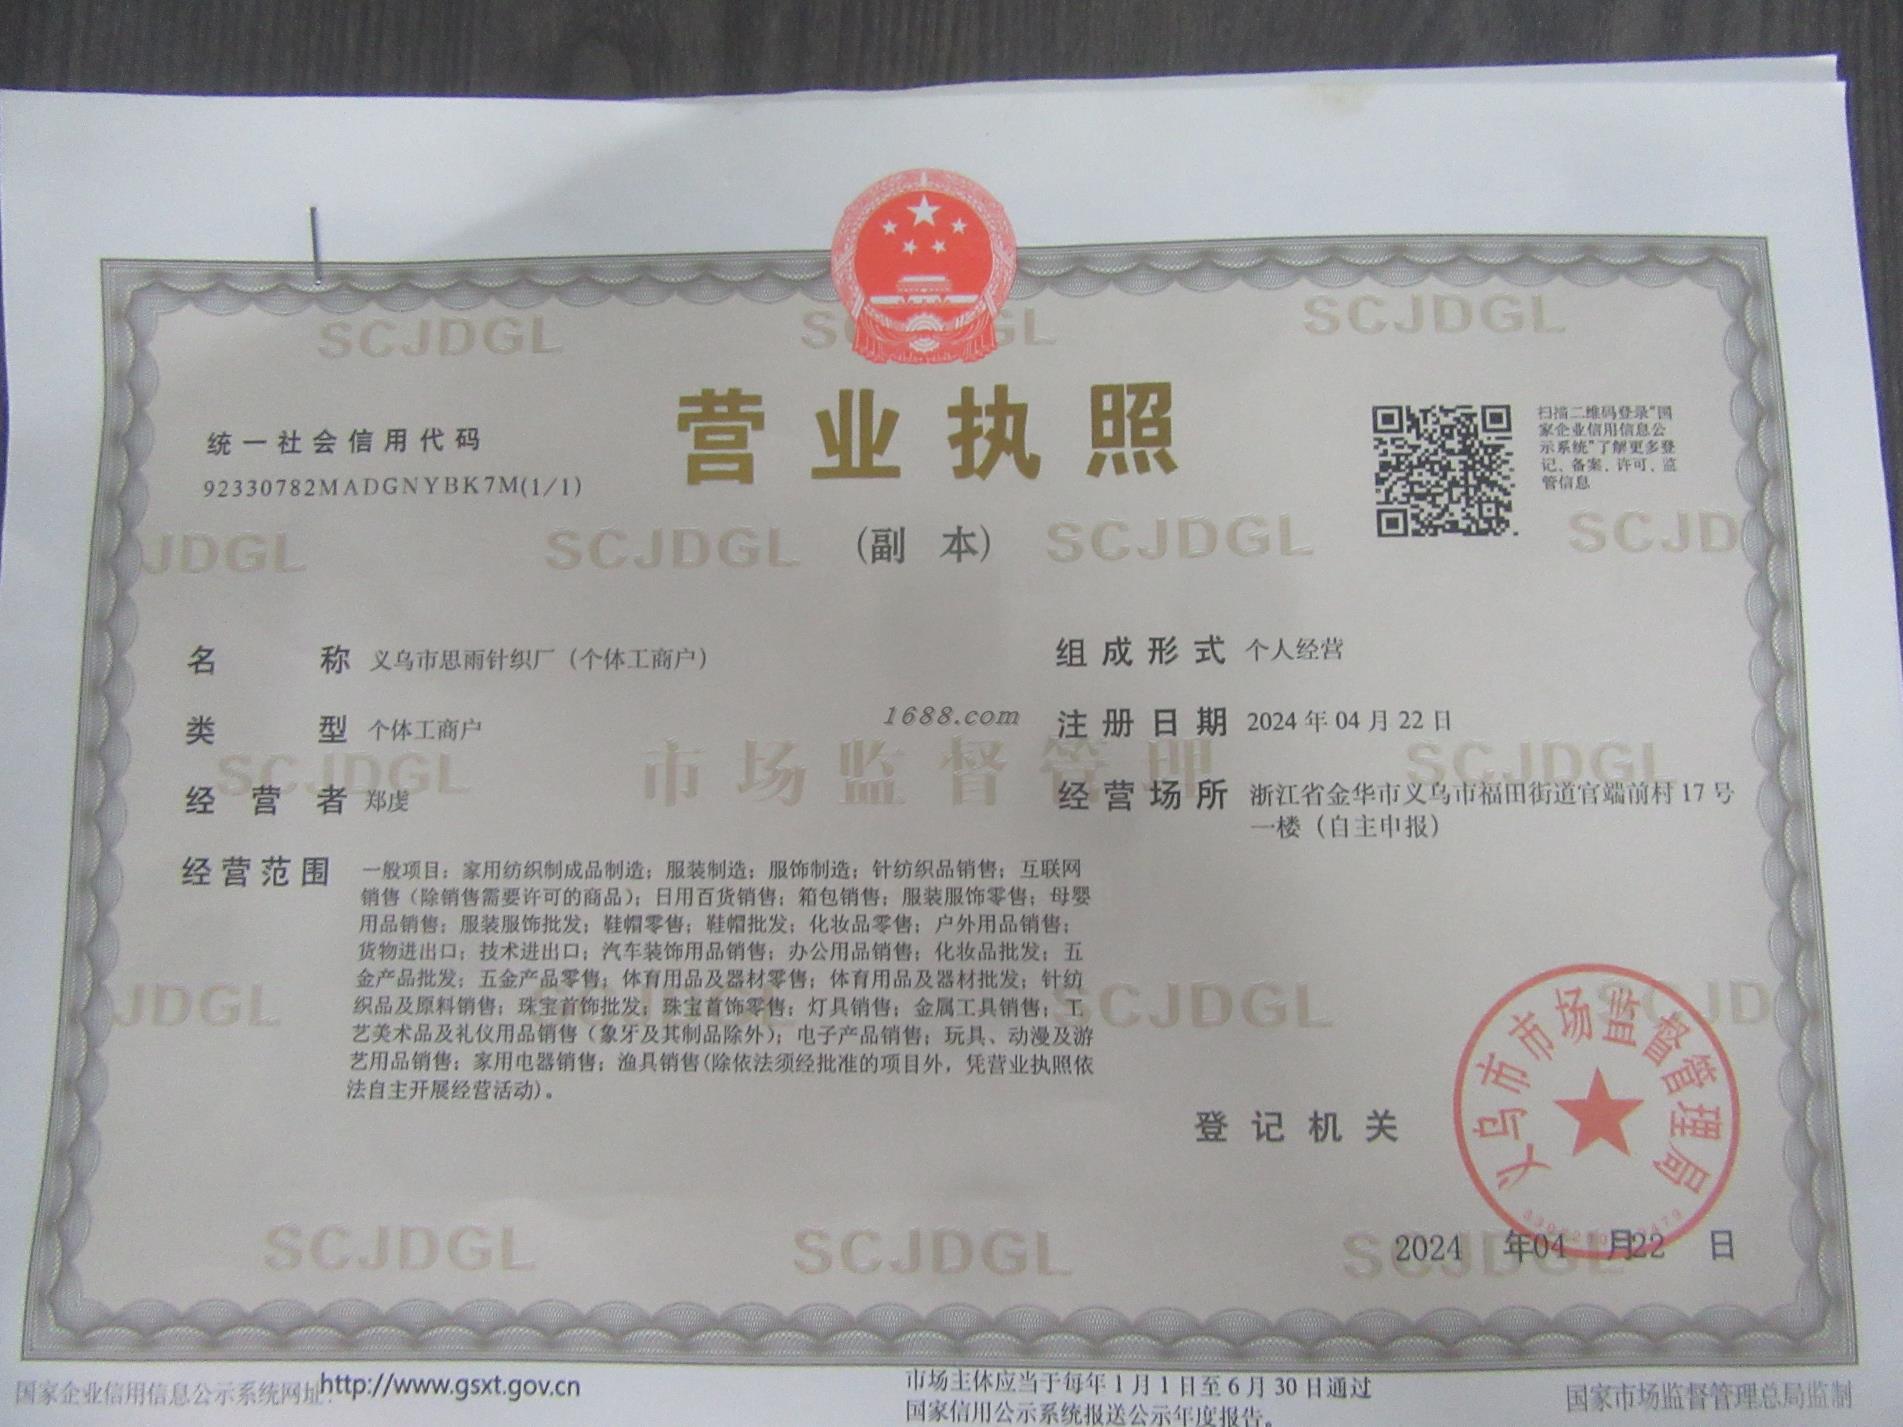 SCJDGL SCJDGL SCJDGL
营业执照
(副 本)
统一社会信用代码
92330782MADGNYBK7M(1/1)
扫描二维码登录“国
家企业信用信息公
示系统”了解更多登
记、备案、许可、监
管信息
JDGL SCJDGL SCJDGL SCJD
名 称 义乌市思雨针织厂（个体工商户）
类 型 个体工商户
经 营 者 郑虔
经营范围 一般项目：家用纺织制成品制造；服装制造；服饰制造；针纺织品销售；互联网
销售（除销售需要许可的商品）；日用百货销售；箱包销售；服装服饰零售；母婴
用品销售；服装服饰批发；鞋帽零售；鞋帽批发；化妆品零售；户外用品销售；
货物进出口；技术进出口；汽车装饰用品销售；办公用品销售；化妆品批发；五
金产品批发；五金产品零售；体育用品及器材零售；体育用品及器材批发；针纺
织品及原料销售；珠宝首饰批发；珠宝首饰零售；灯具销售；金属工具销售；工
艺美术品及礼仪用品销售（象牙及其制品除外）；电子产品销售；玩具、动漫及游
艺用品销售；家用电器销售；渔具销售(除依法须经批准的项目外，凭营业执照依
法自主开展经营活动)。
组成形式 个人经营
注册日期 2024年04月22日
经营场所 浙江省金华市义乌市福田街道官端前村17号
一楼（自主申报）
1688.com
SCJDGL 市场监督管理 SCJDGL
JDGL SCJDGL SCJD
登记机关
义乌市市场监督管理局
2024 年04 月22 日
SCJDGL SCJDGL SCJDGL
国家企业信用信息公示系统网址：http://www.gsxt.gov.cn
市场主体应当于每年1月1日至6月30日通过
国家信用公示系统报送公示年度报告。
国家市场监督管理总局监制